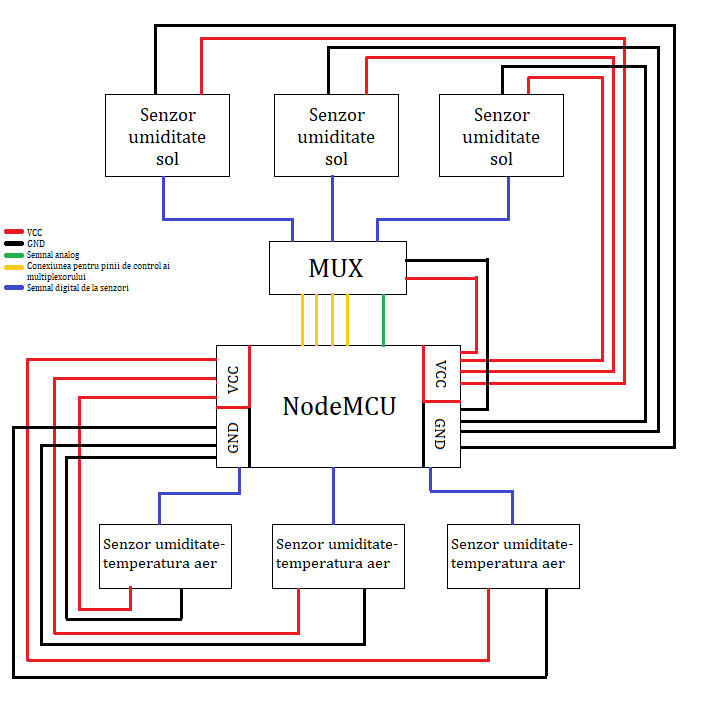 Senzor
umiditate
sol
Senzor
umiditate
sol
Senzor
umiditate
sol
VCC
GND
Semnal analog
Conexiunea pentru pinii de control ai
multiplexorului
Semnal digital de la senzori
MUX
VCC
GND
NodeMCU
VCC
GND
Senzor umiditate-
temperatura aer
Senzor umiditate-
temperatura aer
Senzor umiditate-
temperatura aer